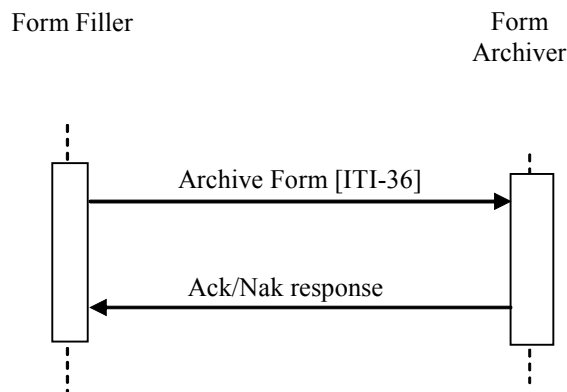 Form Filler
Form
Archiver
Archive Form [ITI-36]
Ack/Nak response